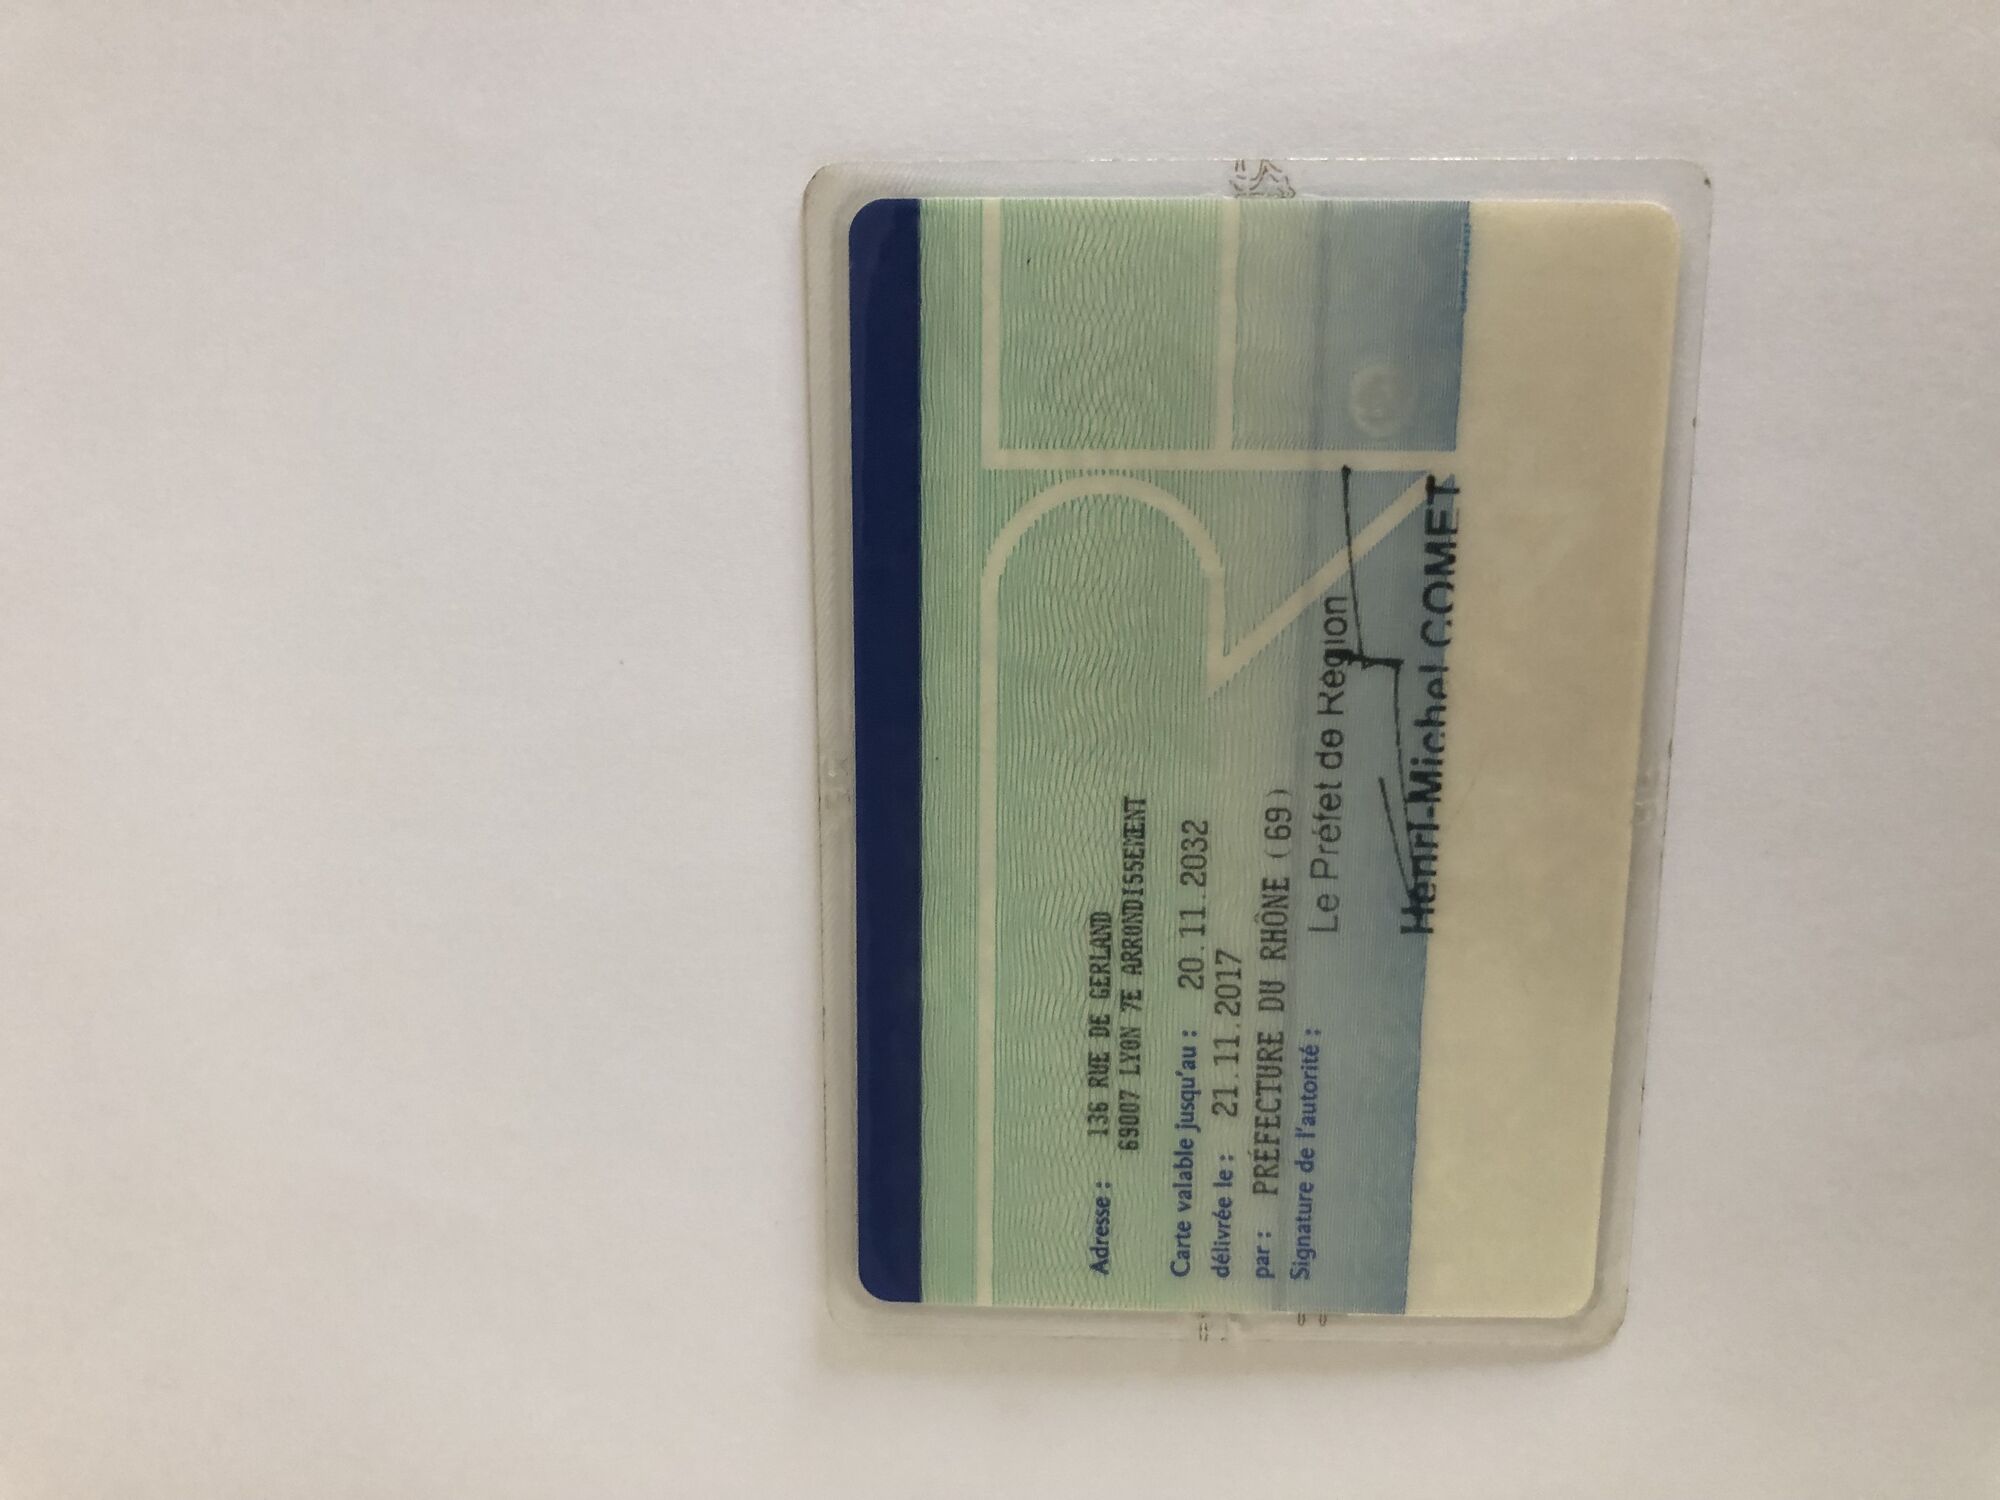 Adresse : 136 RUE DE GERLAND
69007 LYON 7E ARRONDISSEMENT
Carte valable jusqu'au : 20.11.2032
délivrée le : 21.11.2017
par : PRÉFECTURE DU RHÔNE (69)
Signature de l'autorité :
Le Préfet de Région
Henri-Michel COMET